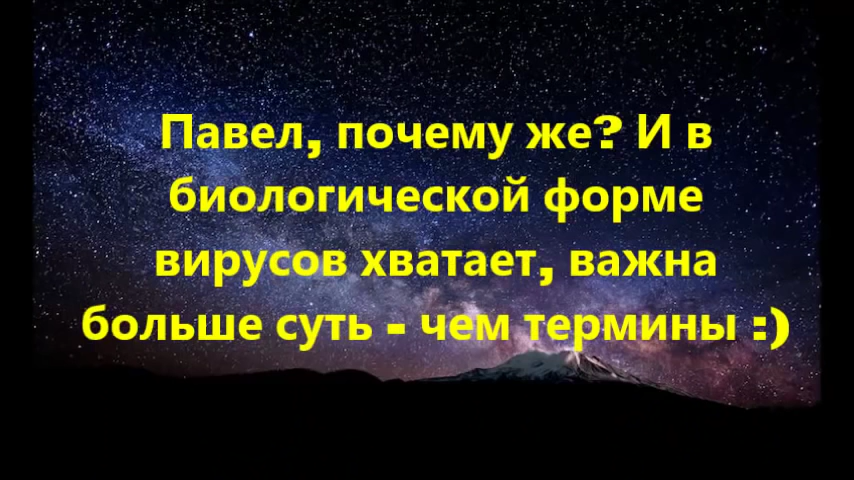 Павел, почему же? И в
биологической форме
вирусов хватает, важна
больше суть - чем термины :)